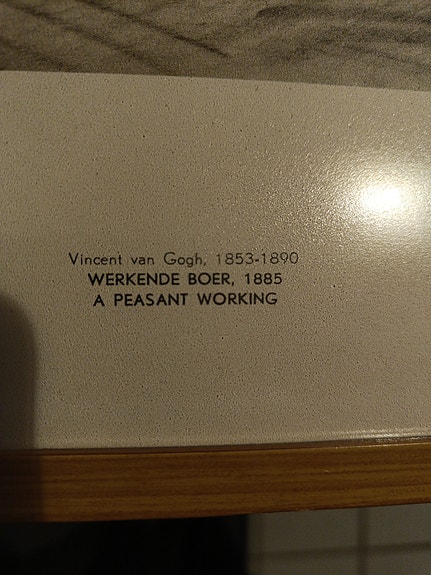 Vincent van Gogh, 1853-1890
WERKENDE BOER, 1885
A PEASANT WORKING